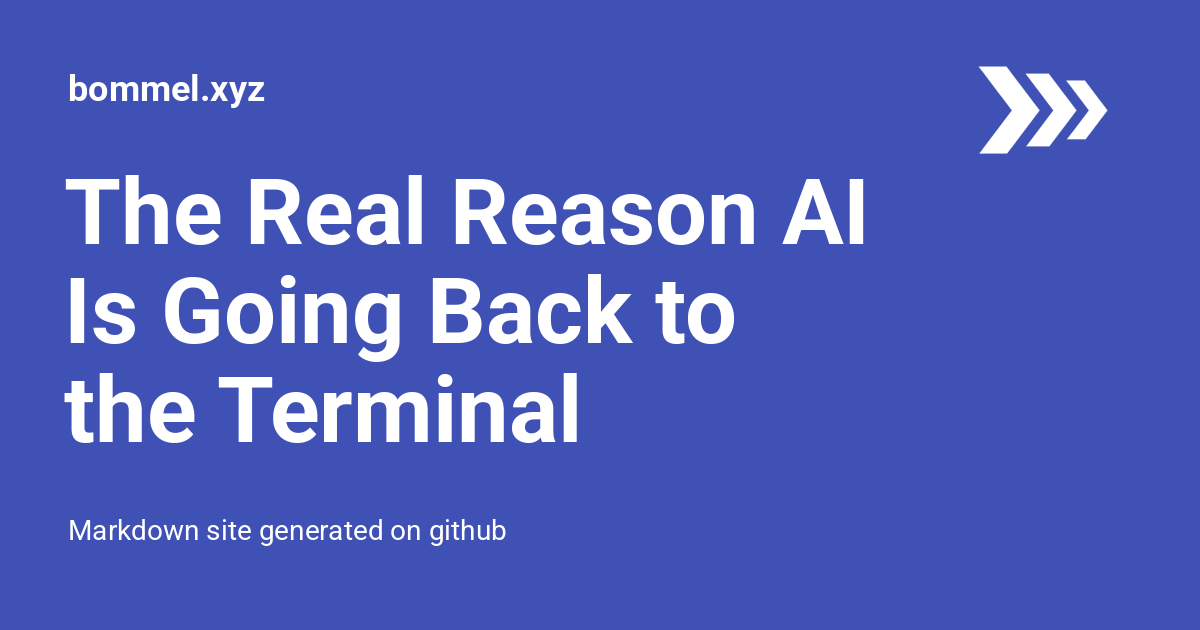 bommel.xyz
The Real Reason AI
Is Going Back to
the Terminal
Markdown site generated on github